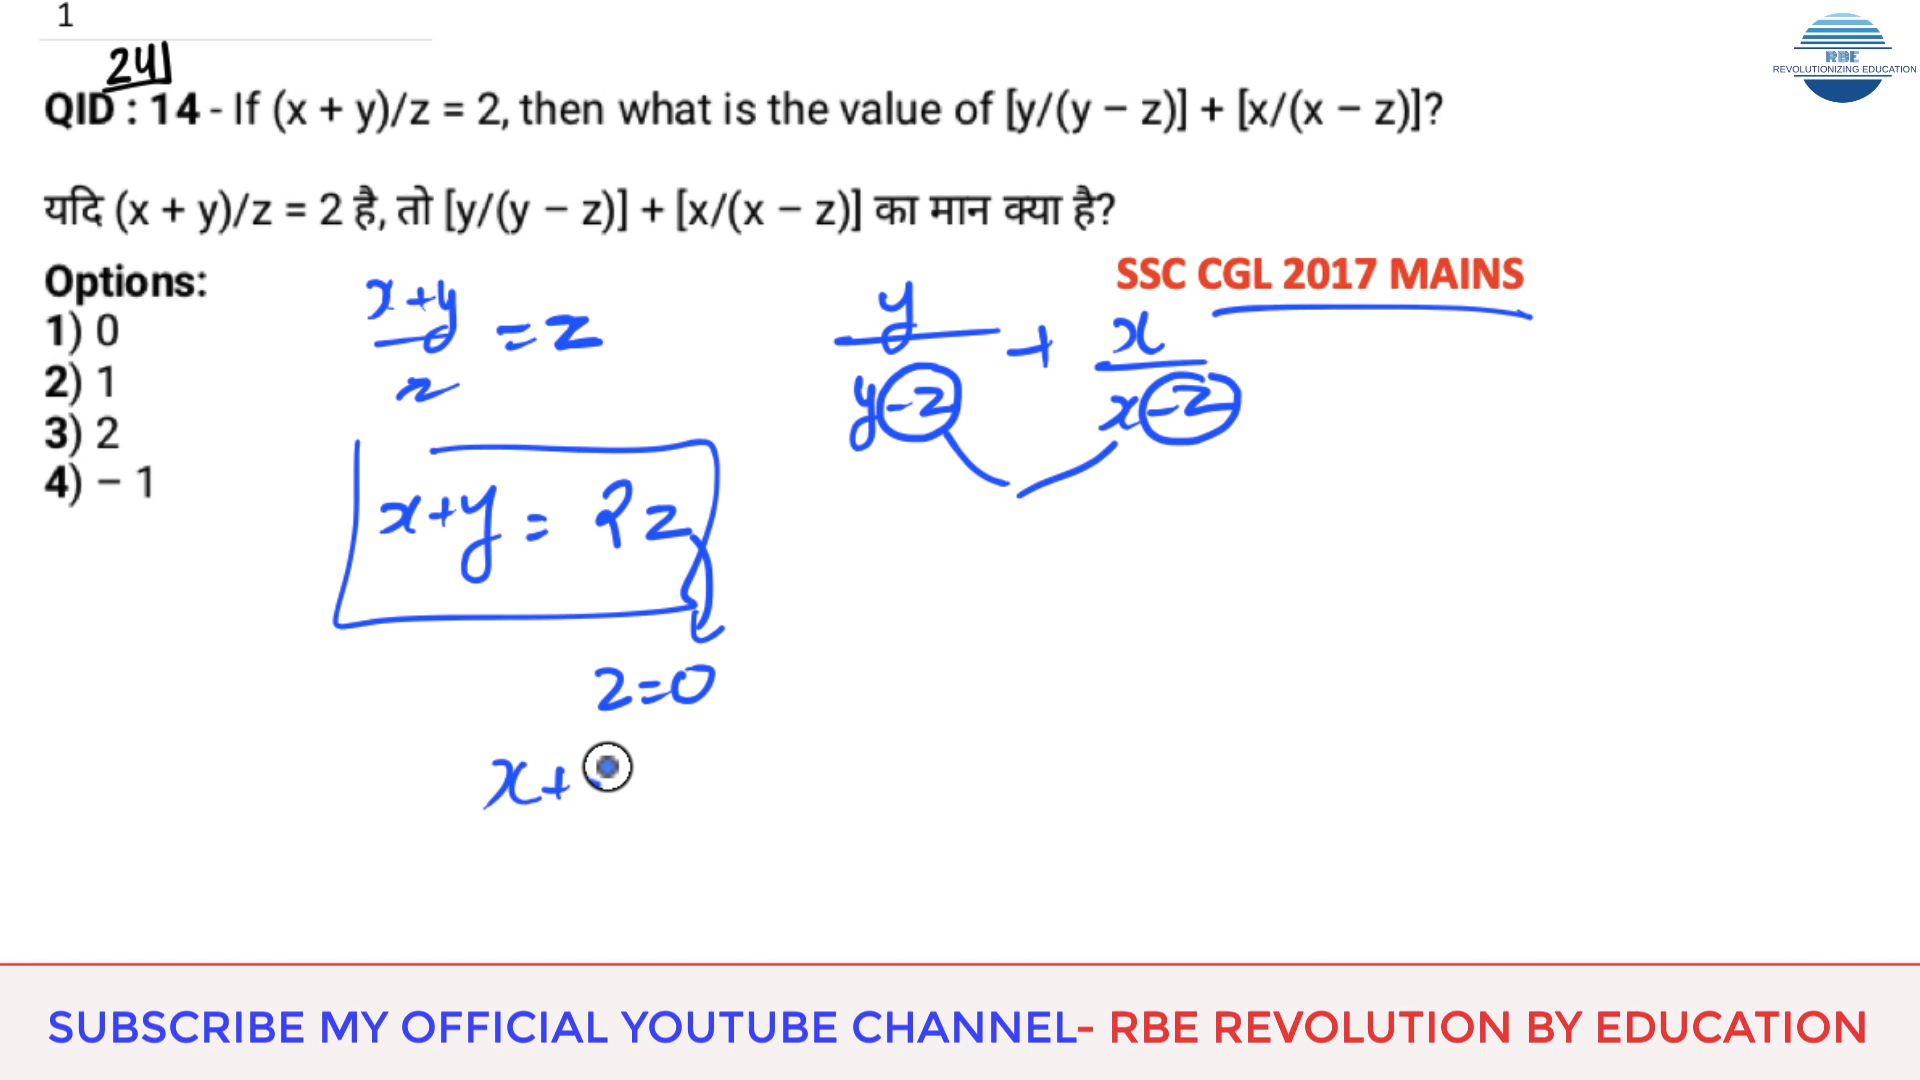 1
241
RBE
REVOLUTIONIZING EDUCATION
QID : 14 - If (x + y)/z = 2, then what is the value of [y/(y – z)] + [x/(x – z)]?
यदि (x + y)/z = 2 है, तो [y/(y – z)] + [x/(x – z)] का मान क्या है?
SSC CGL 2017 MAINS
Options:
1) 0
2) 1
3) 2
4) – 1
x+y/z = 2
y/y-z + x/x-z
x+y = 2z
z=0
x+
SUBSCRIBE MY OFFICIAL YOUTUBE CHANNEL- RBE REVOLUTION BY EDUCATION